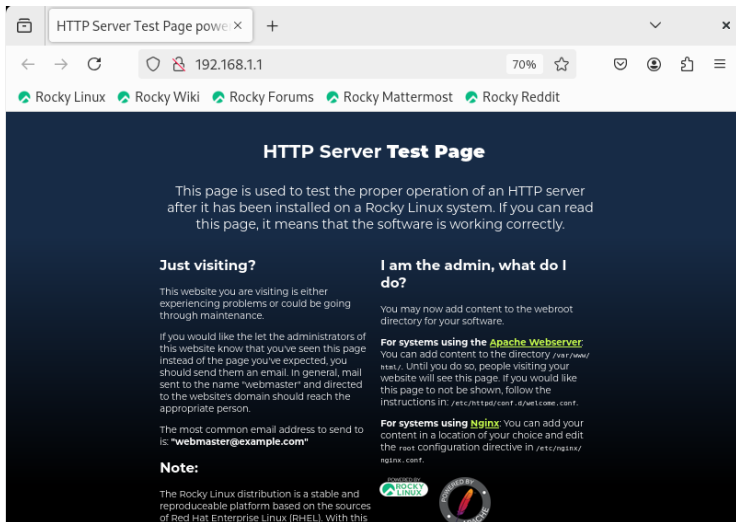 HTTP Server Test Page powe
192.168.1.1
70%
Rocky Linux Rocky Wiki Rocky Forums Rocky Mattermost Rocky Reddit
HTTP Server Test Page
This page is used to test the proper operation of an HTTP server
after it has been installed on a Rocky Linux system. If you can read
this page, it means that the software is working correctly.
Just visiting?
This website you are visiting is either
experiencing problems or could be going
through maintenance.
If you would like the let the administrators of
this website know that you've seen this page
instead of the page you've expected, you
should send them an email. In general, mail
sent to the name "webmaster" and directed
to the website's domain should reach the
appropriate person.
The most common email address to send to
is: "webmaster@example.com"
Note:
The Rocky Linux distribution is a stable and
reproduceable platform based on the sources
of Red Hat Enterprise Linux (RHEL). With this
I am the admin, what do I
do?
You may now add content to the webroot
directory for your software.
For systems using the Apache Webserver:
You can add content to the directory /var/www/
html/. Until you do so, people visiting your
website will see this page. If you would like
this page to not be shown, follow the
instructions in: /etc/httpd/conf.d/welcome.conf.
For systems using Nginx: You can add your
content in a location of your choice and edit
the root configuration directive in /etc/nginx/
nginx.conf.
POWERED BY
ROCKY
LINUX
POWERED BY
APACHE